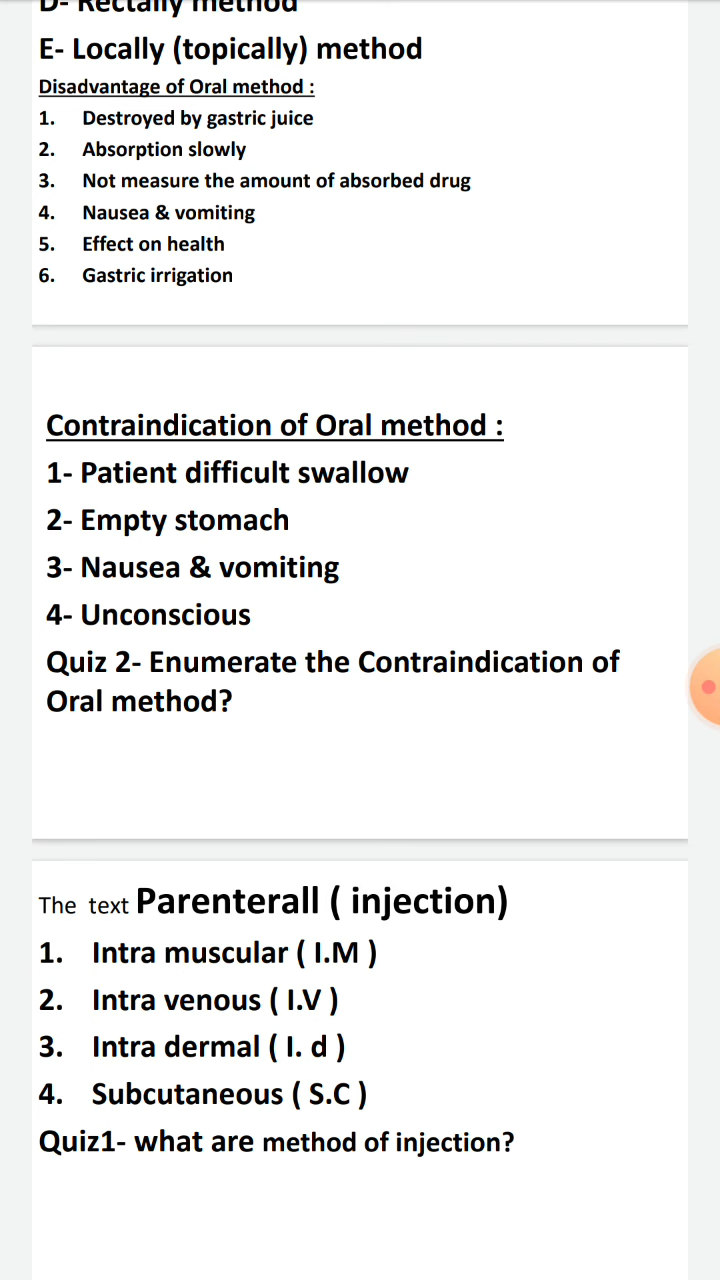 D- Rectally method
E- Locally (topically) method
Disadvantage of Oral method :
1. Destroyed by gastric juice
2. Absorption slowly
3. Not measure the amount of absorbed drug
4. Nausea & vomiting
5. Effect on health
6. Gastric irrigation
Contraindication of Oral method :
1- Patient difficult swallow
2- Empty stomach
3- Nausea & vomiting
4- Unconscious
Quiz 2- Enumerate the Contraindication of
Oral method?
The text Parenterall ( injection)
1. Intra muscular ( I.M )
2. Intra venous ( I.V )
3. Intra dermal ( I. d )
4. Subcutaneous ( S.C )
Quiz1- what are method of injection?